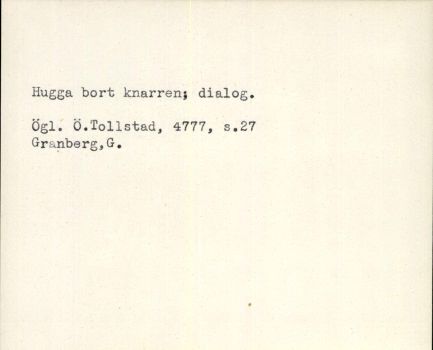 Hugga bort knarren; dialog.
Ögl. Ö.Tollstad, 4777, s.27
Granberg,G.